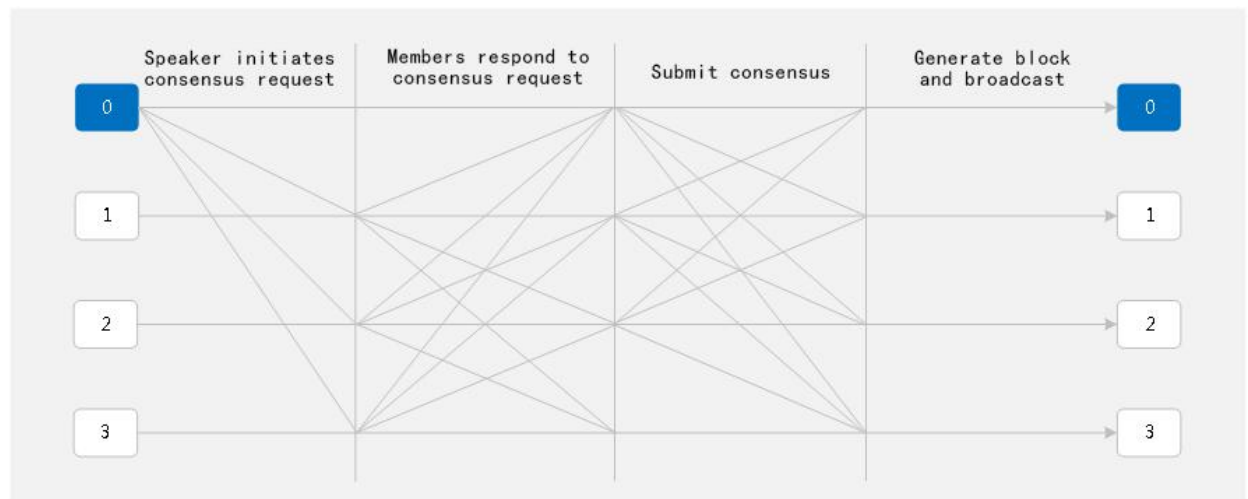 Speaker initiates
consensus request
Members respond to
consensus request
Submit consensus
Generate block
and broadcast
0
0
1
1
2
2
3
3